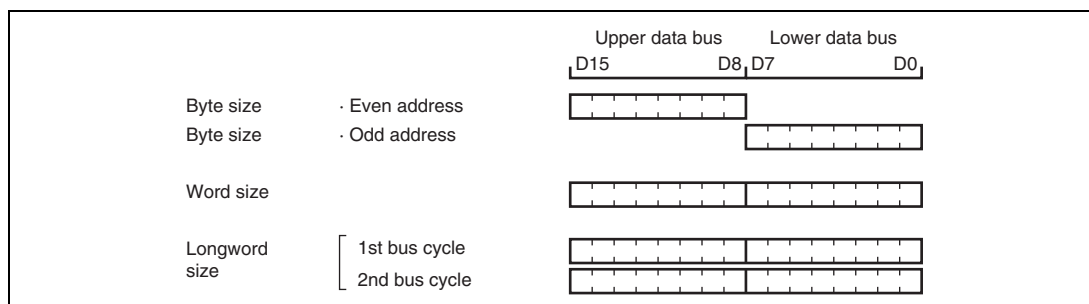 Upper data bus Lower data bus
D15 D8 D7 D0
Byte size · Even address
Byte size · Odd address
Word size
Longword size
1st bus cycle
2nd bus cycle